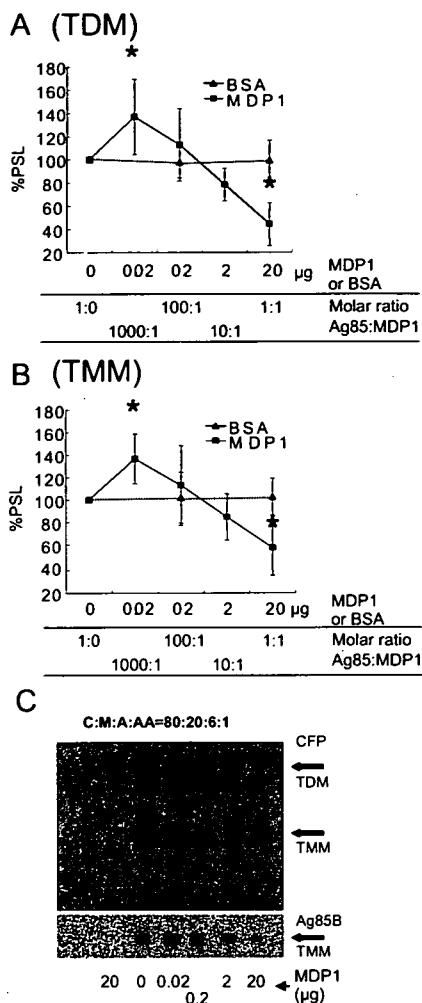 A (TDM)
%PSL
180
160
140
120
100
80
60
40
20
*
BSA
MDP1
*
0 002 02 2 20 µg MDP1 or BSA
1:0 100:1 1:1 Molar ratio
1000:1 10:1 Ag85:MDP1
B (TMM)
%PSL
180
160
140
120
100
80
60
40
20
*
BSA
MDP1
*
0 002 02 2 20 µg MDP1 or BSA
1:0 100:1 1:1 Molar ratio
1000:1 10:1 Ag85:MDP1
C
C:M:A:AA=80:20:6:1
CFP
TDM
TMM
Ag85B
TMM
20 0 0.02 2 20 MDP1
0.2 (µg)